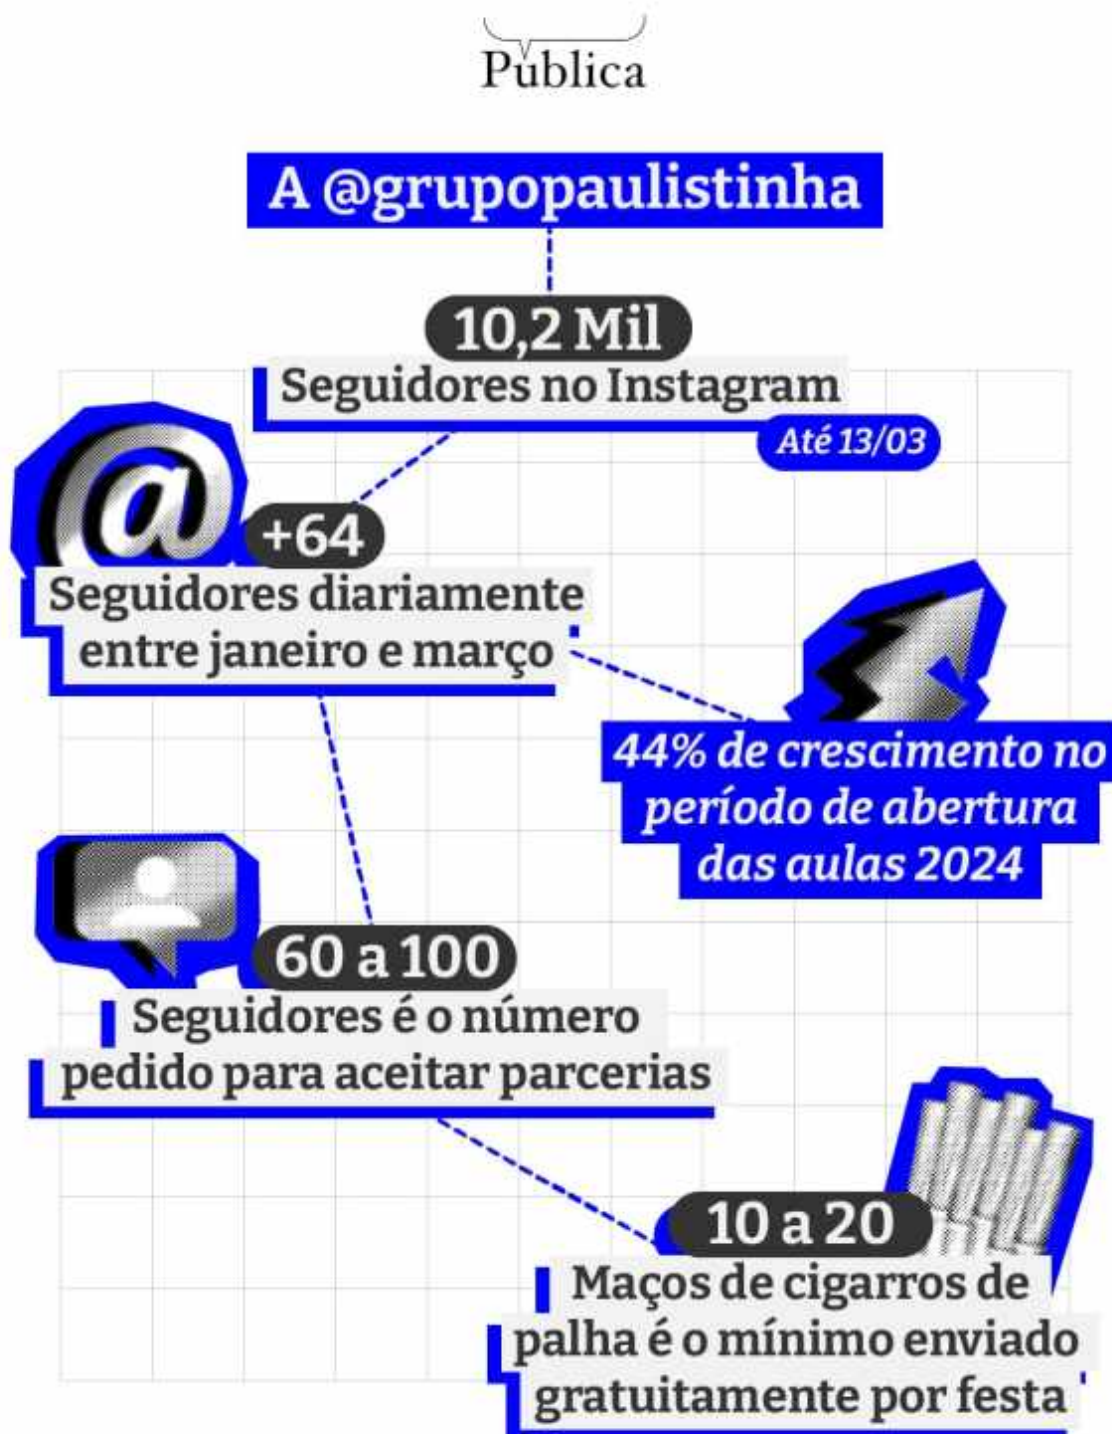 Pública
A @grupopaulistinha
10,2 Mil
Seguidores no Instagram
Até 13/03
+64
Seguidores diariamente
entre janeiro e março
44% de crescimento no
período de abertura
das aulas 2024
60 a 100
Seguidores é o número
pedido para aceitar parcerias
10 a 20
Maços de cigarros de
palha é o mínimo enviado
gratuitamente por festa